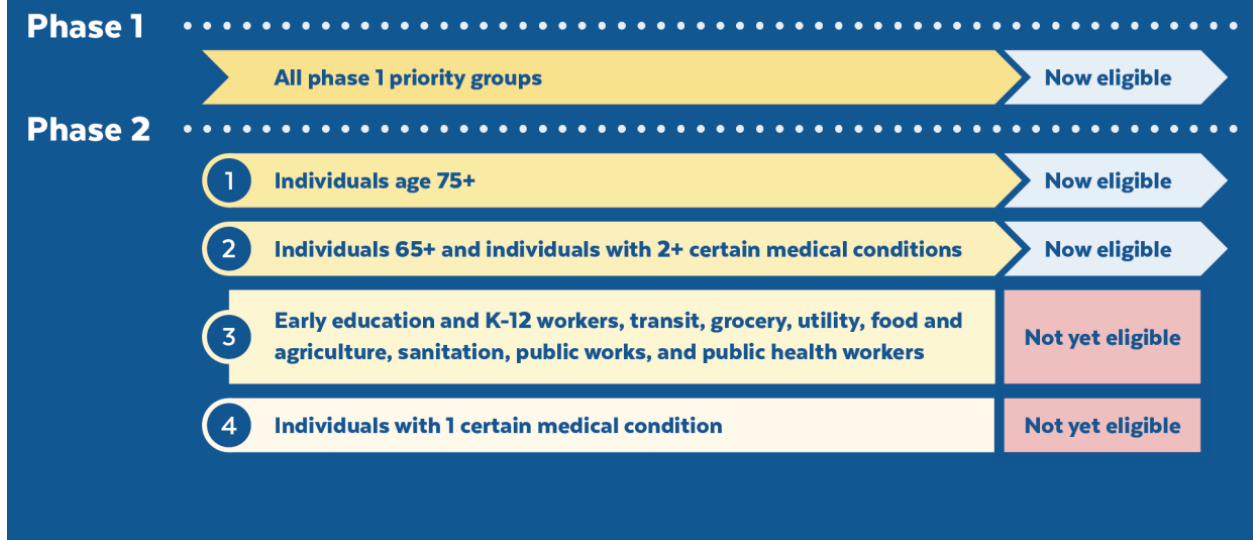 Phase 1
All phase 1 priority groups
Now eligible
Phase 2
1
Individuals age 75+
Now eligible
2
Individuals 65+ and individuals with 2+ certain medical conditions
Now eligible
3
Early education and K-12 workers, transit, grocery, utility, food and
agriculture, sanitation, public works, and public health workers
Not yet eligible
4
Individuals with 1 certain medical condition
Not yet eligible